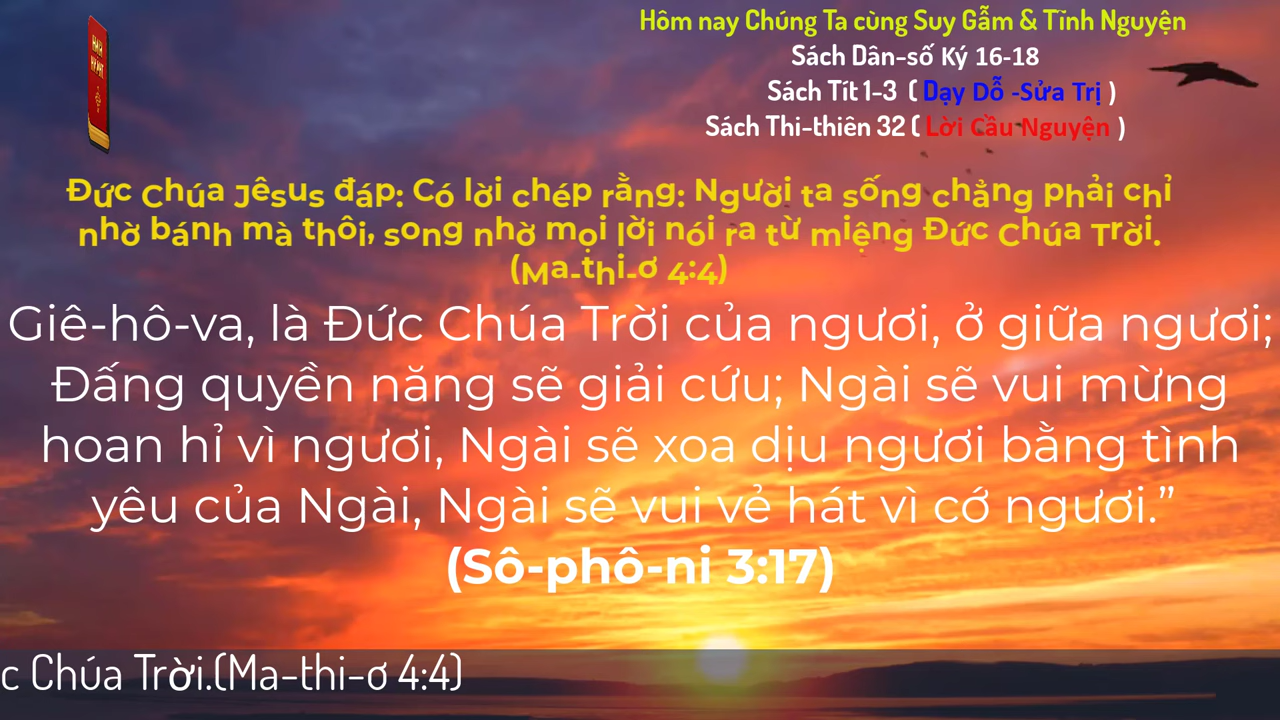 Hôm nay Chúng Ta cùng Suy Gẫm & Tĩnh Nguyện
Sách Dân-số Ký 16-18
Sách Tít 1-3 ( Dạy Dỗ -Sửa Trị )
Sách Thi-thiên 32 ( Lời Cầu Nguyện )
Đức Chúa Jêsus đáp: Có lời chép rằng: Người ta sống chẳng phải chỉ
nhờ bánh mà thôi, song nhờ mọi lời nói ra từ miệng Đức Chúa Trời.
(Ma-thi-ơ 4:4)
Giê-hô-va, là Đức Chúa Trời của ngươi, ở giữa ngươi;
Đấng quyền năng sẽ giải cứu; Ngài sẽ vui mừng
hoan hỉ vì ngươi, Ngài sẽ xoa dịu ngươi bằng tình
yêu của Ngài, Ngài sẽ vui vẻ hát vì cớ ngươi.”
(Sô-phô-ni 3:17)
c Chúa Trời.(Ma-thi-ơ 4:4)